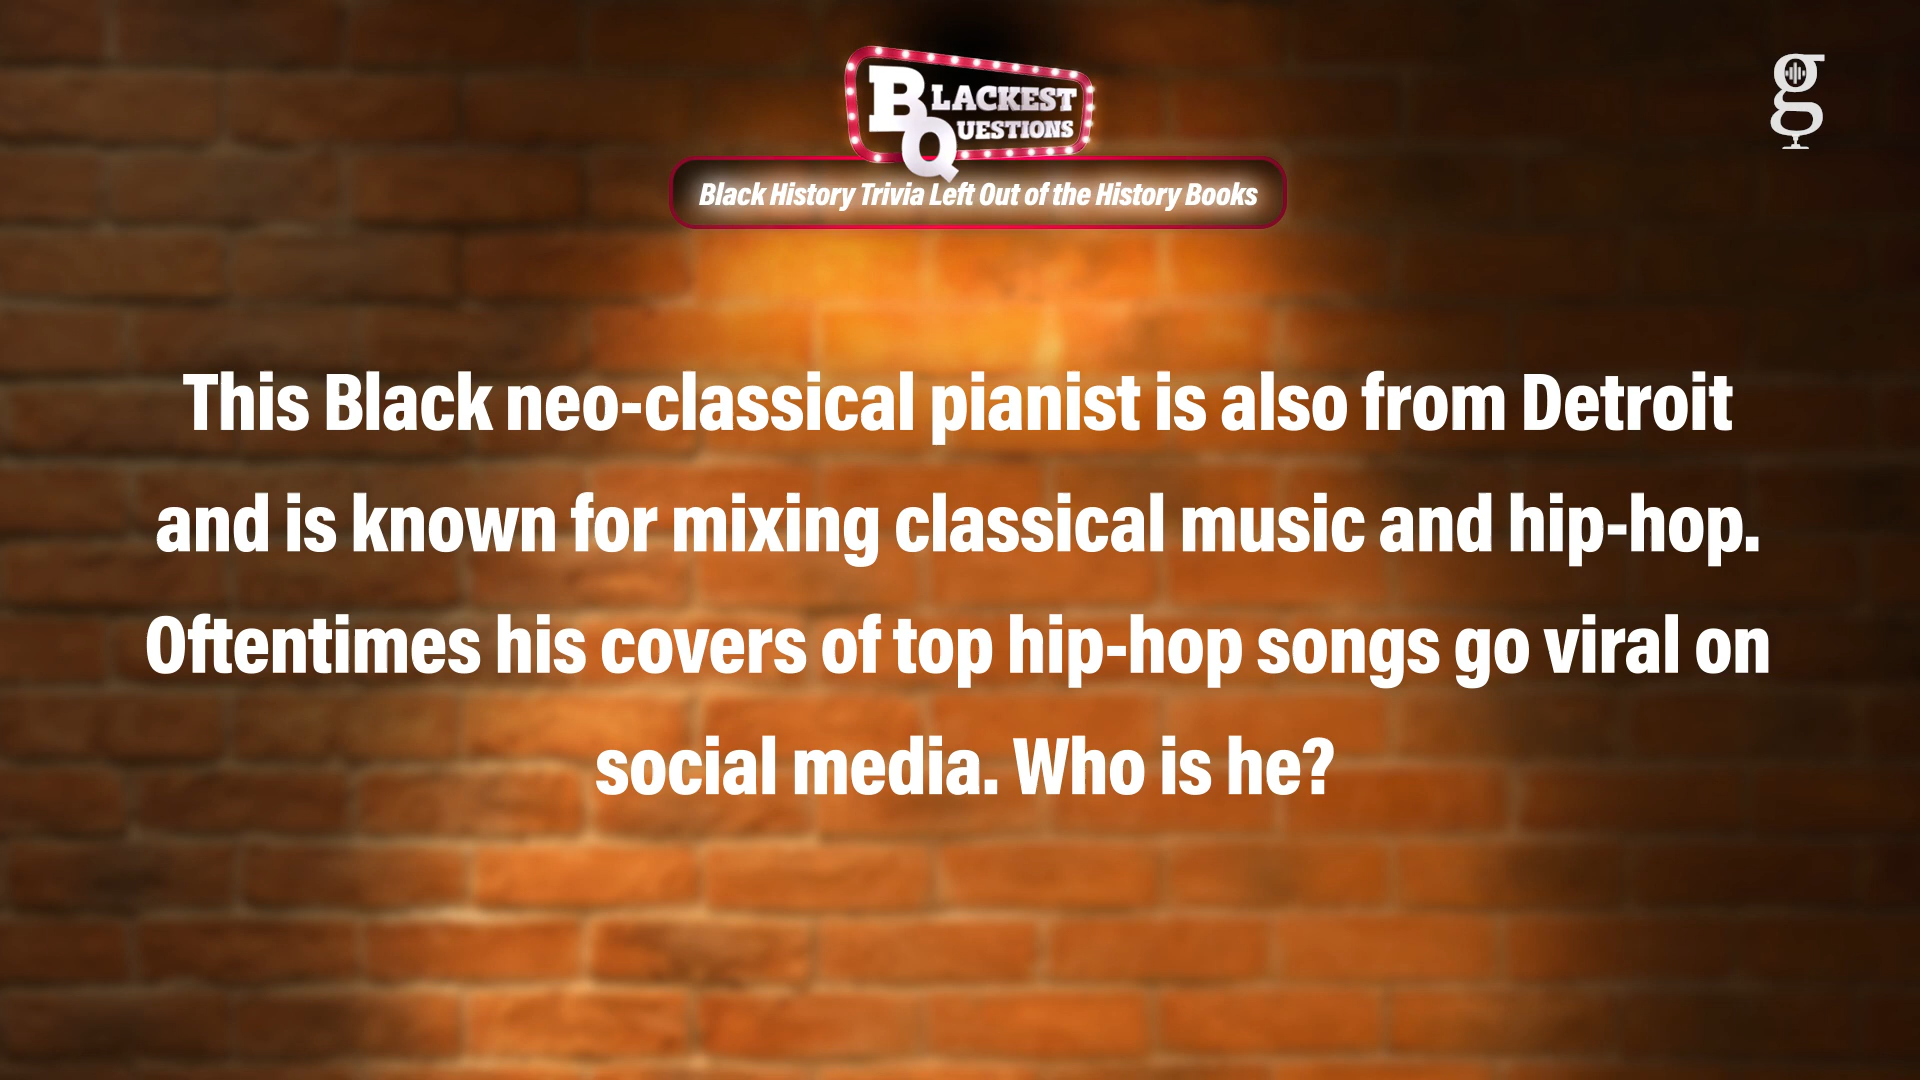 BLACKEST
QUESTIONS
g
Black History Trivia Left Out of the History Books
This Black neo-classical pianist is also from Detroit
and is known for mixing classical music and hip-hop.
Oftentimes his covers of top hip-hop songs go viral on
social media. Who is he?